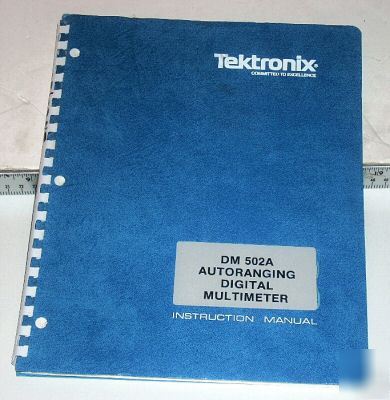 Tektronix®
COMMITTED TO EXCELLENCE
DM 502A
AUTORANGING
DIGITAL
MULTIMETER
INSTRUCTION MANUAL